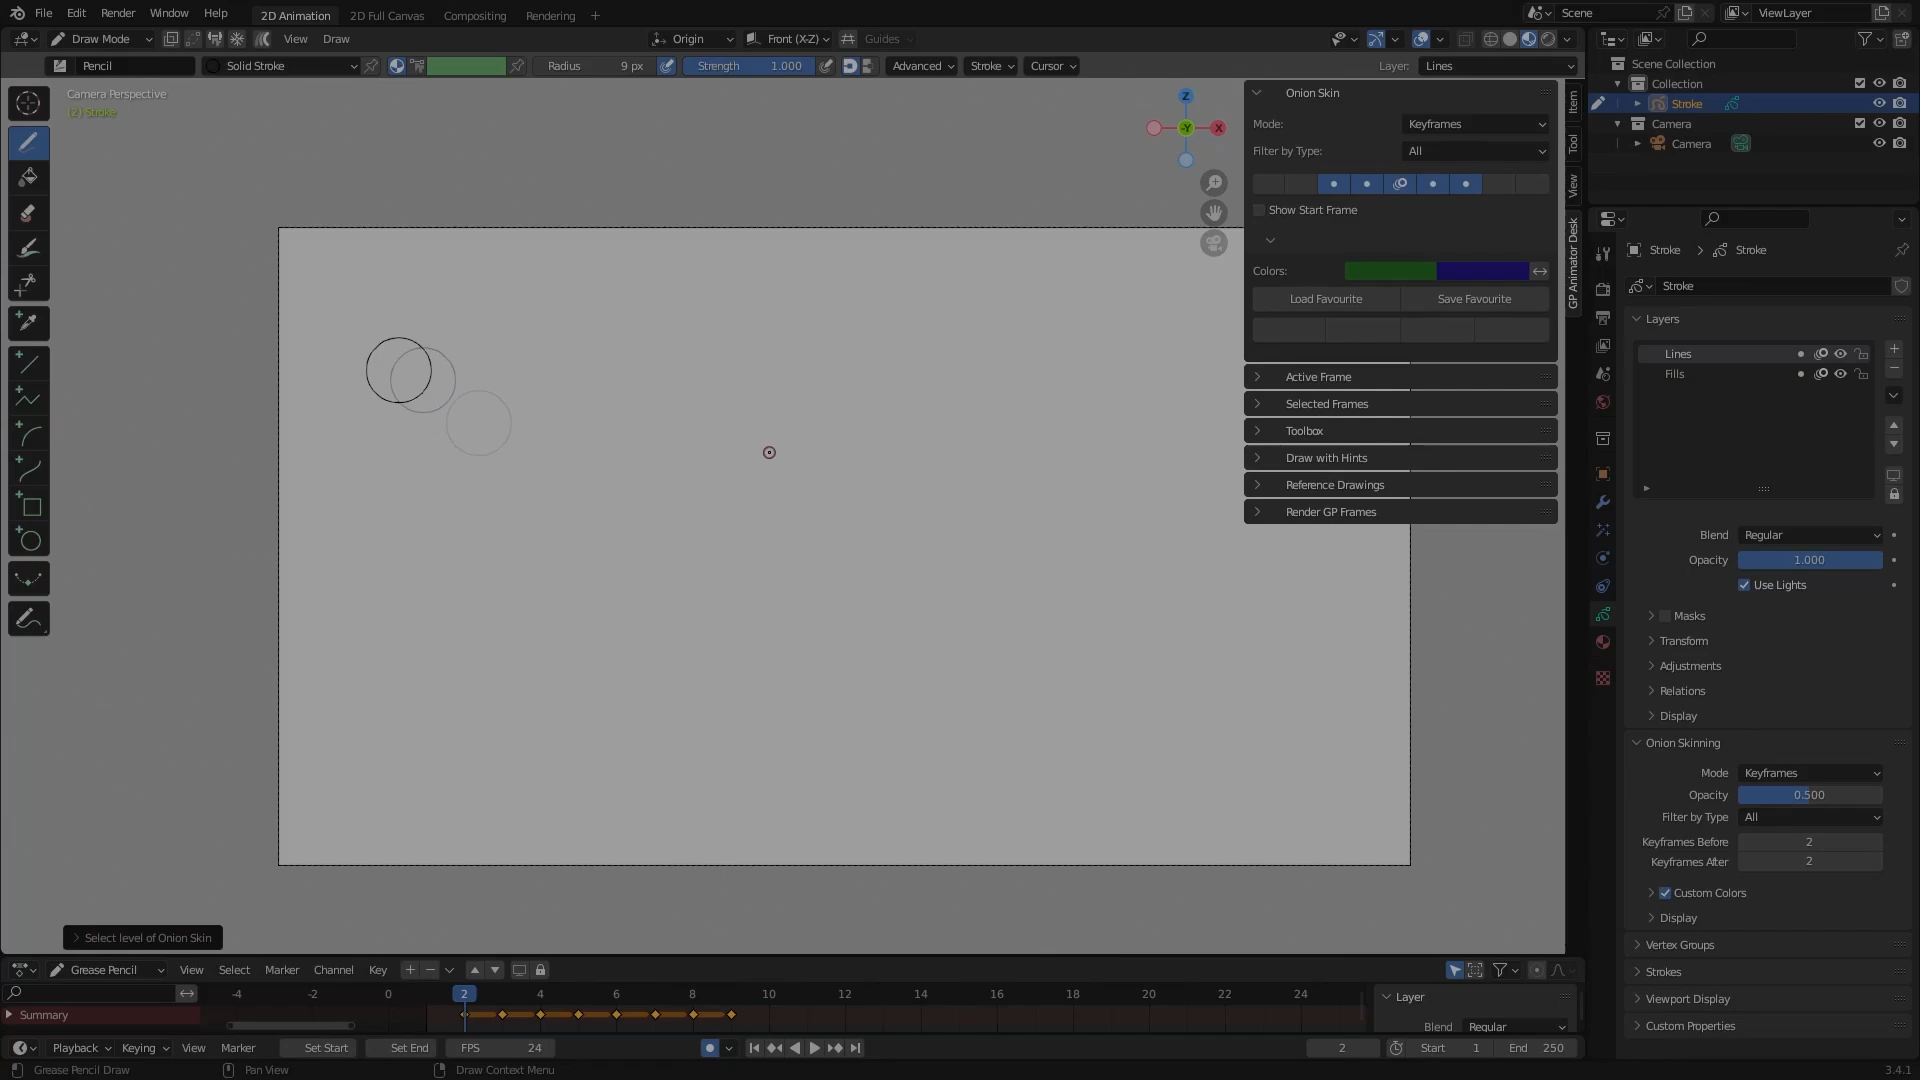 File Edit Render Window Help 2D Animation 2D Full Canvas Compositing Rendering + Scene ViewLayer
Draw Mode View Draw Origin Front (X-Z) Guides
Pencil Solid Stroke Radius 9 px Strength 1.000 Advanced Stroke Cursor Layer: Lines
Camera Perspective
(2) Stroke
Z
-Y
X
Onion Skin
Mode: Keyframes
Filter by Type: All
Show Start Frame
Colors:
Load Favourite Save Favourite
Active Frame
Selected Frames
Toolbox
Draw with Hints
Reference Drawings
Render GP Frames
Item
Tool
View
GP Animator Desk
Scene Collection
Collection
Stroke
Camera
Camera
Stroke > Stroke
Stroke
Layers
Lines
Fills
Blend Regular
Opacity 1.000
Use Lights
Masks
Transform
Adjustments
Relations
Display
Onion Skinning
Mode Keyframes
Opacity 0.500
Filter by Type All
Keyframes Before 2
Keyframes After 2
Custom Colors
Display
Vertex Groups
Strokes
Viewport Display
Custom Properties
Select level of Onion Skin
Grease Pencil View Select Marker Channel Key
-4 -2 0 2 4 6 8 10 12 14 16 18 20 22 24
Summary
Layer
Blend Regular
Playback Keying View Marker Set Start Set End FPS 24 2 Start 1 End 250
Grease Pencil Draw Pan View Draw Context Menu 3.4.1